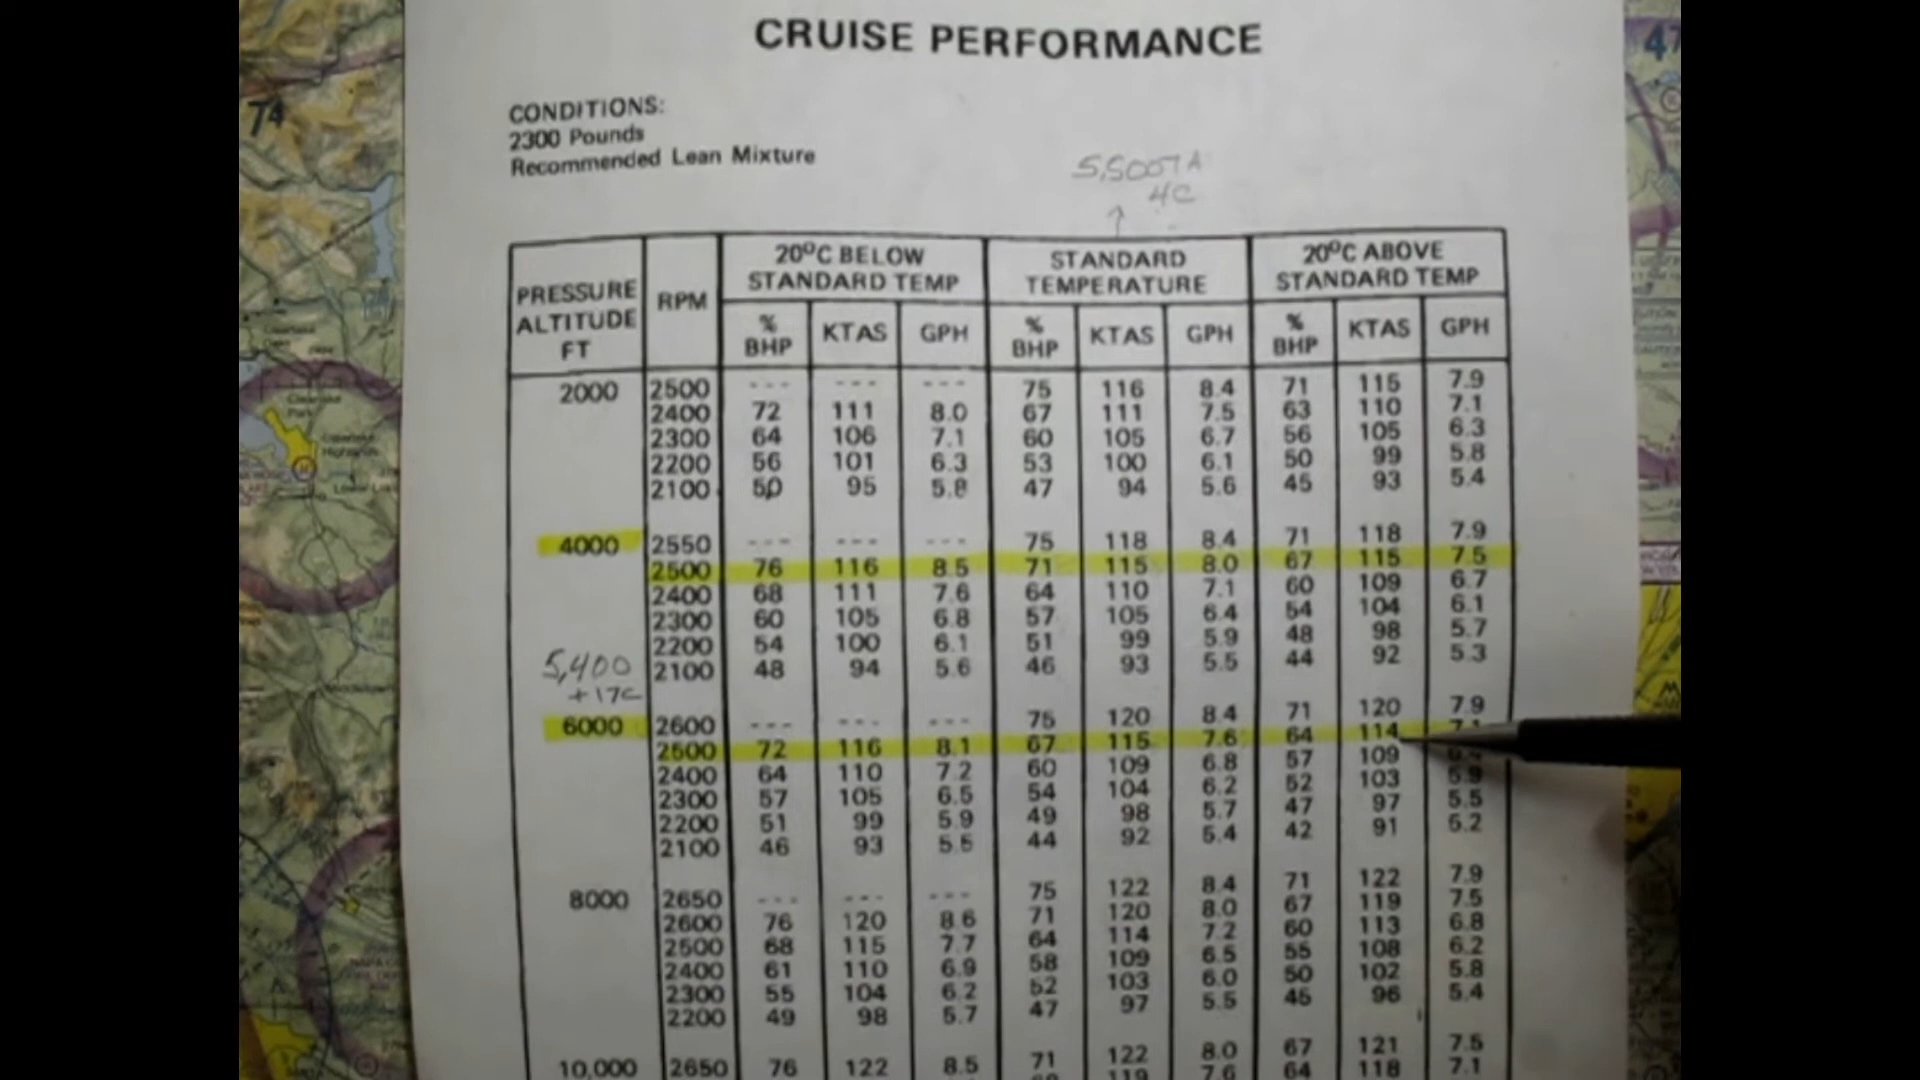 CRUISE PERFORMANCE
CONDITIONS:
2300 Pounds
Recommended Lean Mixture
4C
PRESSURE ALTITUDE FT RPM 20°C BELOW STANDARD TEMP STANDARD TEMPERATURE 20°C ABOVE STANDARD TEMP
% BHP KTAS GPH % BHP KTAS GPH % BHP KTAS GPH
2000 2500 --- --- --- 75 116 8.4 71 115 7.9
2400 72 111 8.0 67 111 7.5 63 110 7.1
2300 64 106 7.1 60 105 6.7 56 105 6.3
2200 56 101 6.3 53 100 6.1 50 99 5.8
2100 50 95 5.8 47 94 5.6 45 93 5.4
4000 2550 --- --- --- 75 118 8.4 71 118 7.9
2500 76 116 8.5 71 115 8.0 67 115 7.5
2400 68 111 7.6 64 110 7.1 60 109 6.7
2300 60 105 6.8 57 105 6.4 54 104 6.1
2200 54 100 6.1 51 99 5.9 48 98 5.7
2100 48 94 5.6 46 93 5.5 44 92 5.3
5,400
+17C
6000 2600 --- --- --- 75 120 8.4 71 120 7.9
2500 72 116 8.1 67 115 7.6 64 114
2400 64 110 7.2 60 109 6.8 57 109
2300 57 105 6.5 54 104 6.2 52 103 5.9
2200 51 99 5.9 49 98 5.7 47 97 5.5
2100 46 93 5.5 44 92 5.4 42 91 5.2
8000 2650 --- --- --- 75 122 8.4 71 122 7.9
2600 76 120 8.6 71 120 8.0 67 119 7.5
2500 68 115 7.7 64 114 7.2 60 113 6.8
2400 61 110 6.9 58 109 6.5 55 108 6.2
2300 55 104 6.2 52 103 6.0 50 102 5.8
2200 49 98 5.7 47 97 5.5 45 96 5.4
10,000 2650 76 122 8.5 71 122 8.0 67 121 7.5
119 7.6 64 118 7.1
74
47